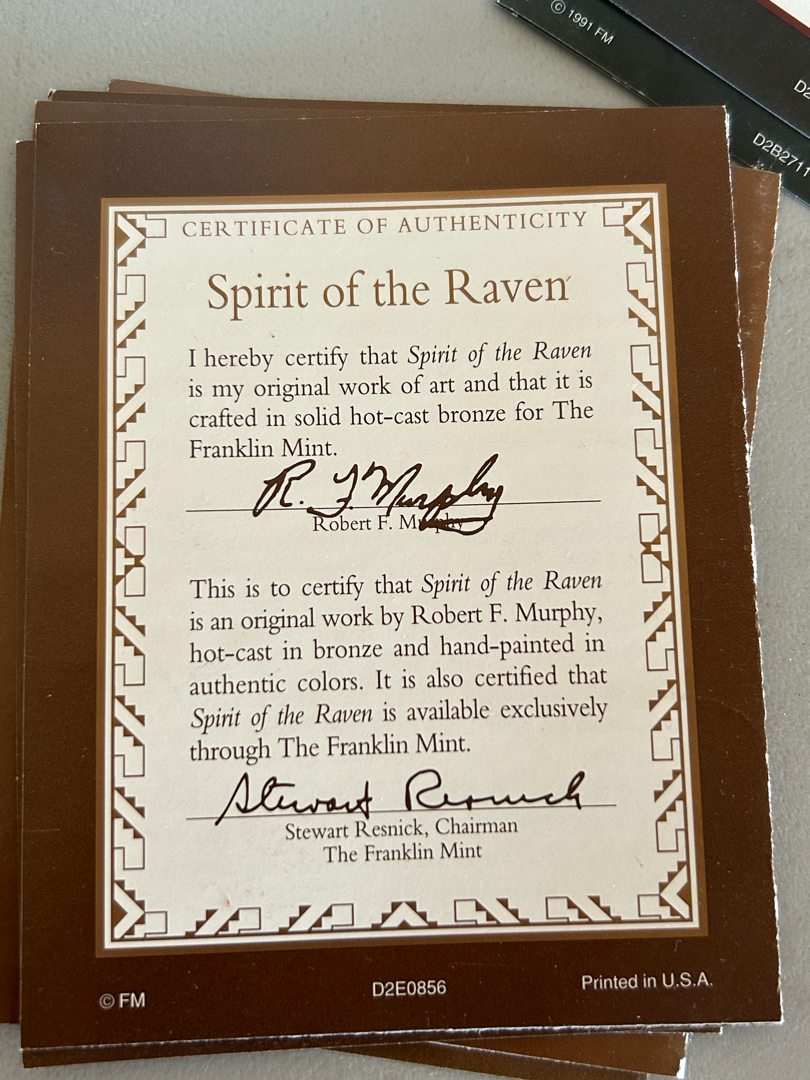 © 1991 FM
D2
D2B2711
CERTIFICATE OF AUTHENTICITY
Spirit of the Raven
I hereby certify that Spirit of the Raven
is my original work of art and that it is
crafted in solid hot-cast bronze for The
Franklin Mint.
R. F. Murphy
Robert F. Murphy
This is to certify that Spirit of the Raven
is an original work by Robert F. Murphy,
hot-cast in bronze and hand-painted in
authentic colors. It is also certified that
Spirit of the Raven is available exclusively
through The Franklin Mint.
Stewart Resnick
Stewart Resnick, Chairman
The Franklin Mint
© FM D2E0856 Printed in U.S.A.